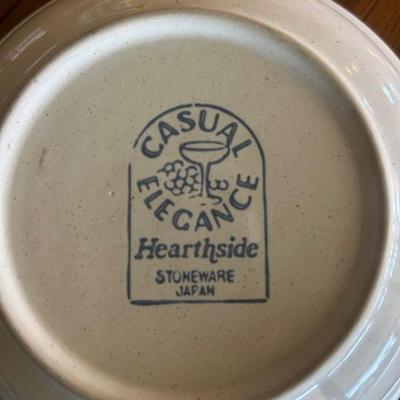 CASUAL
ELEGANCE
Hearthside
STONEWARE
JAPAN